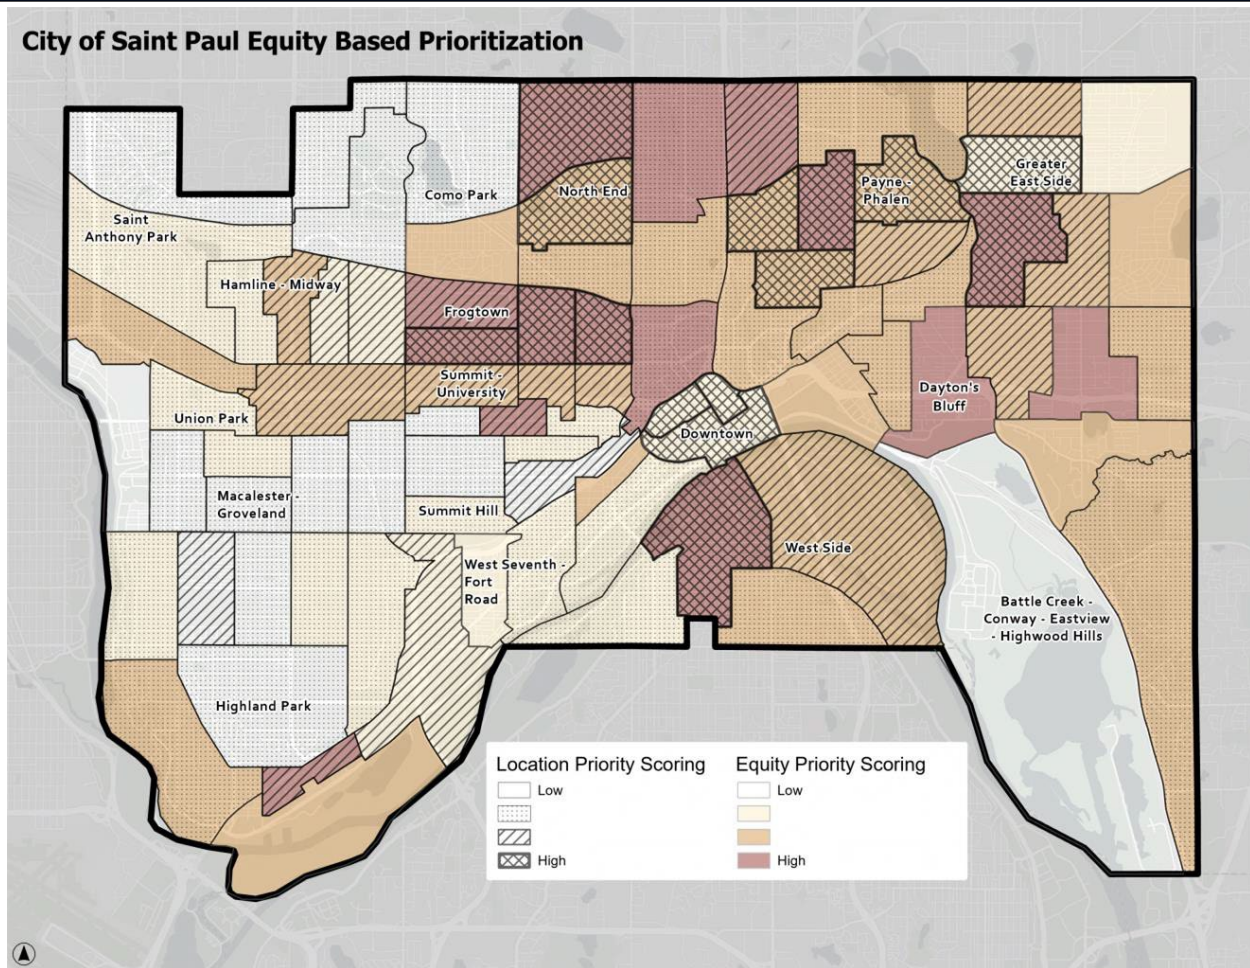 City of Saint Paul Equity Based Prioritization
Como Park
North End
Payne -
Phalen
Greater
East Side
Saint
Anthony Park
Hamline - Midway
Frogtown
Summit -
University
Dayton's
Bluff
Union Park
Downtown
Macalester -
Groveland
Summit Hill
West Seventh -
Fort
Road
West Side
Battle Creek -
Conway - Eastview
- Highwood Hills
Highland Park
Location Priority Scoring
Low
High
Equity Priority Scoring
Low
High